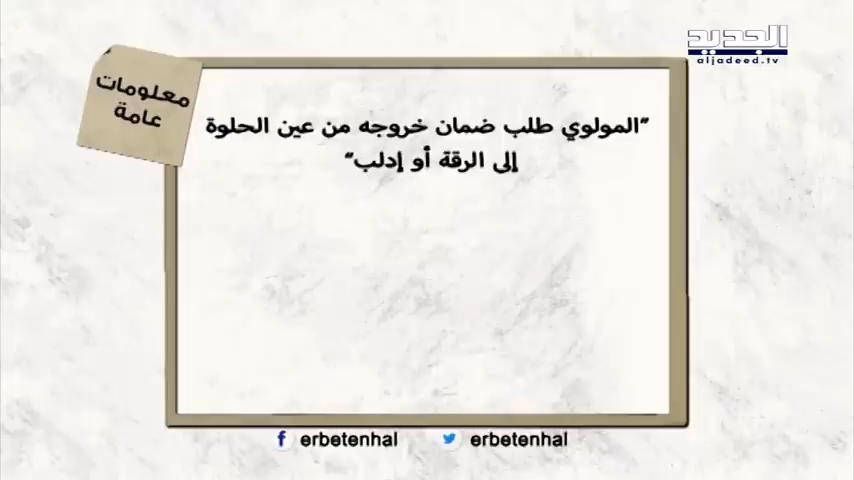 الجديد
aljadeed.tv
معلومات
عامة
”المولوي طلب ضمان خروجه من عين الحلوة
إلى الرقة أو إدلب“
erbetenhal
erbetenhal